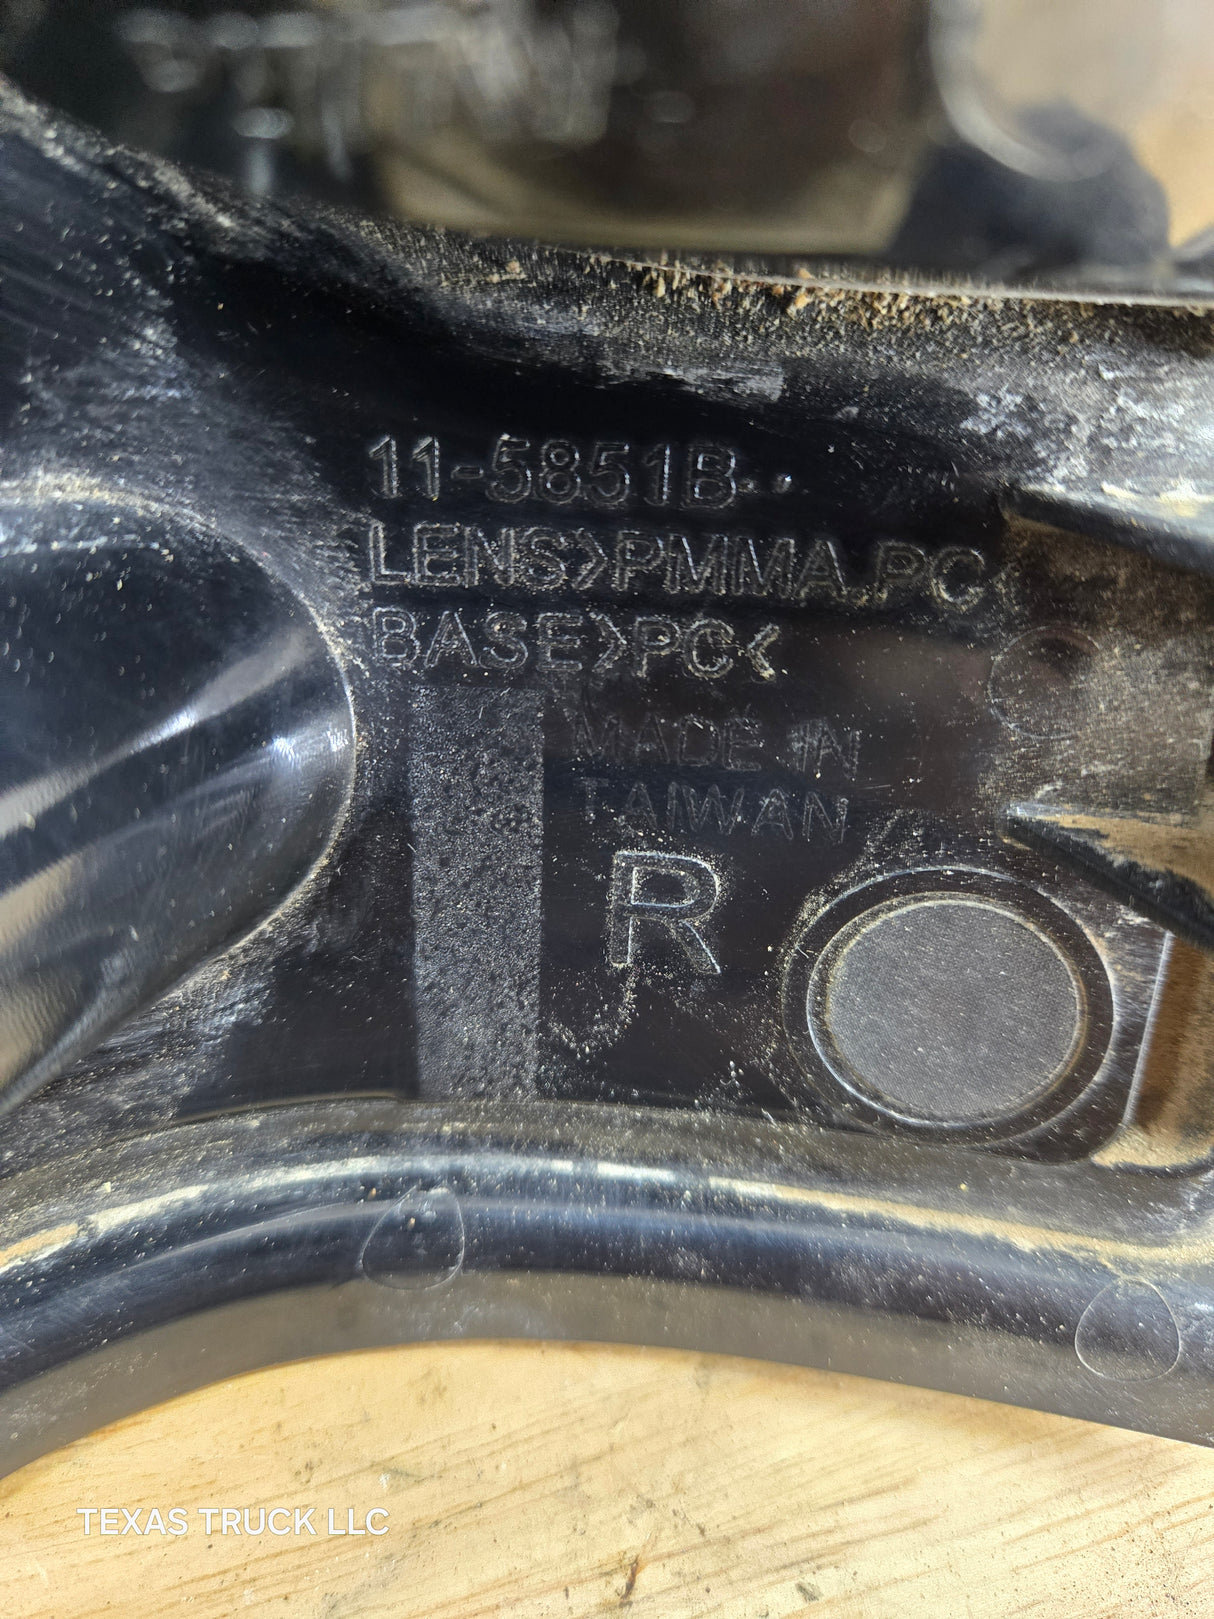 11-5851B··
LENS>PMMA.PC<
BASE>PC<
MADE IN
TAIWAN
R
TEXAS TRUCK LLC